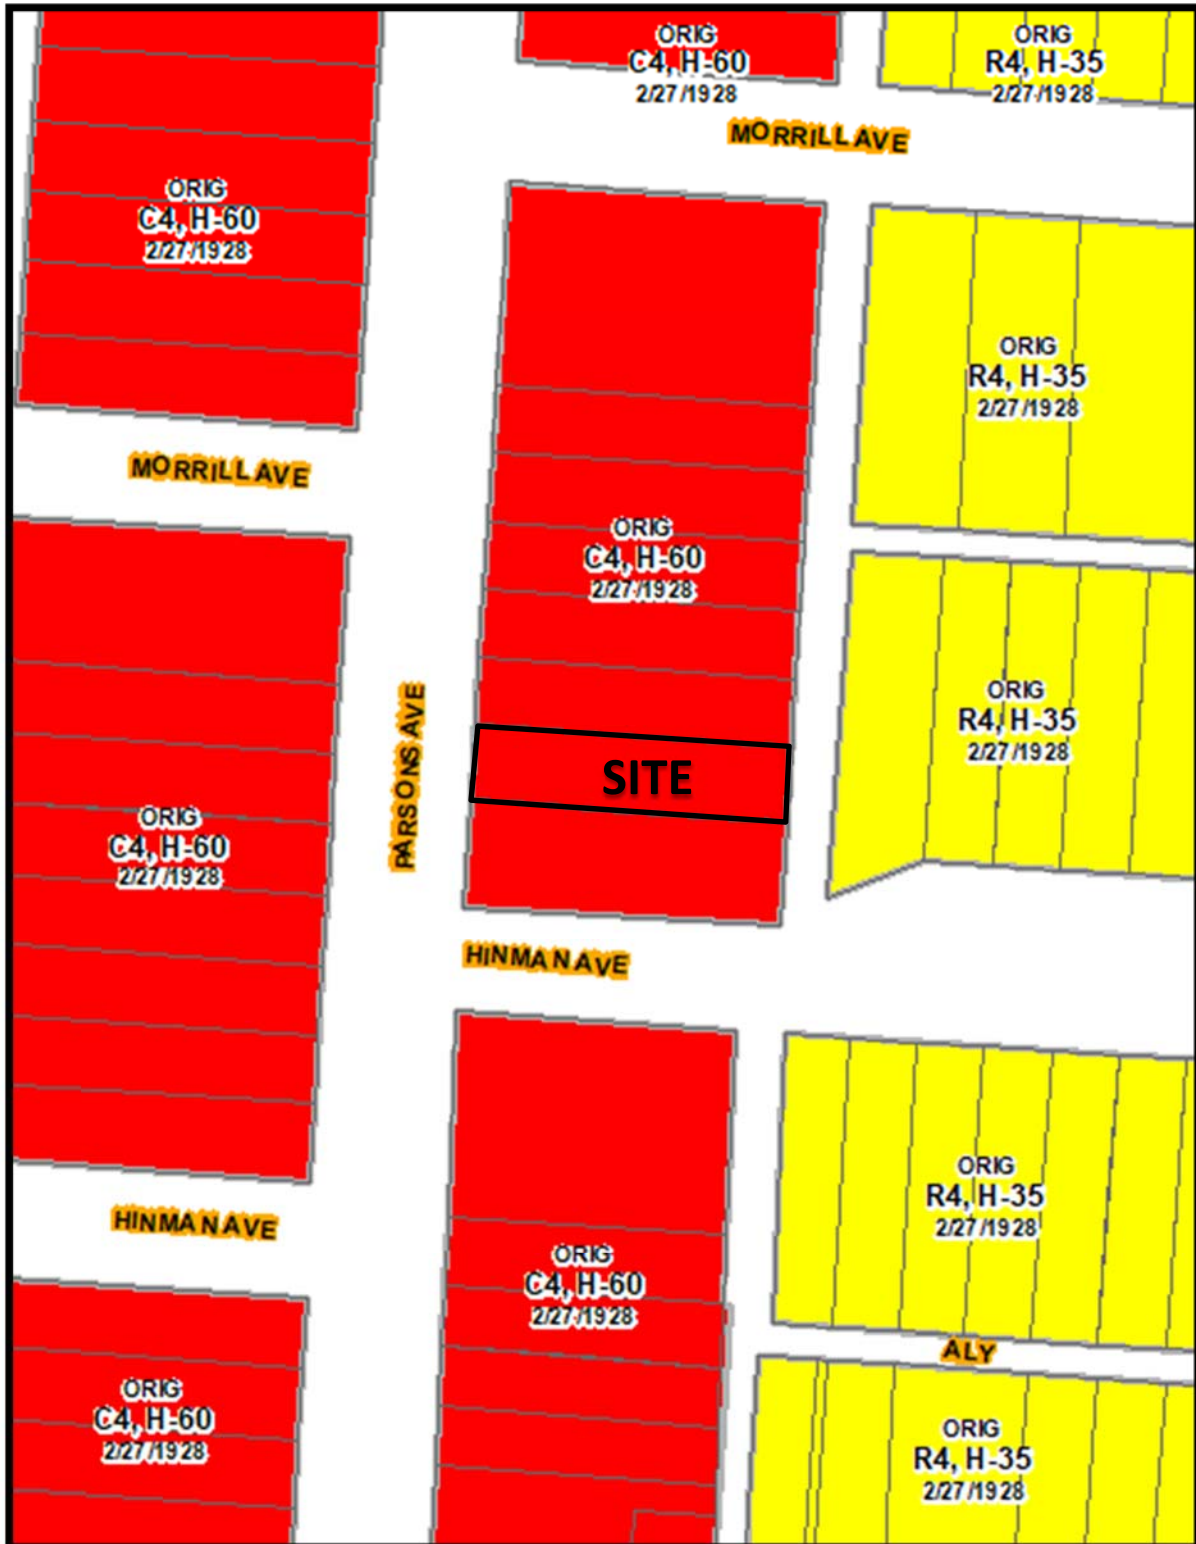 ORIG
C4, H-60
2/27/1928
ORIG
R4, H-35
2/27/1928
MORRILL AVE
ORIG
C4, H-60
2/27/1928
ORIG
R4, H-35
2/27/1928
MORRILL AVE
ORIG
C4, H-60
2/27/1928
ORIG
R4, H-35
2/27/1928
PARSONS AVE
SITE
ORIG
C4, H-60
2/27/1928
HINMAN AVE
ORIG
R4, H-35
2/27/1928
HINMAN AVE
ORIG
C4, H-60
2/27/1928
ALY
ORIG
C4, H-60
2/27/1928
ORIG
R4, H-35
2/27/1928